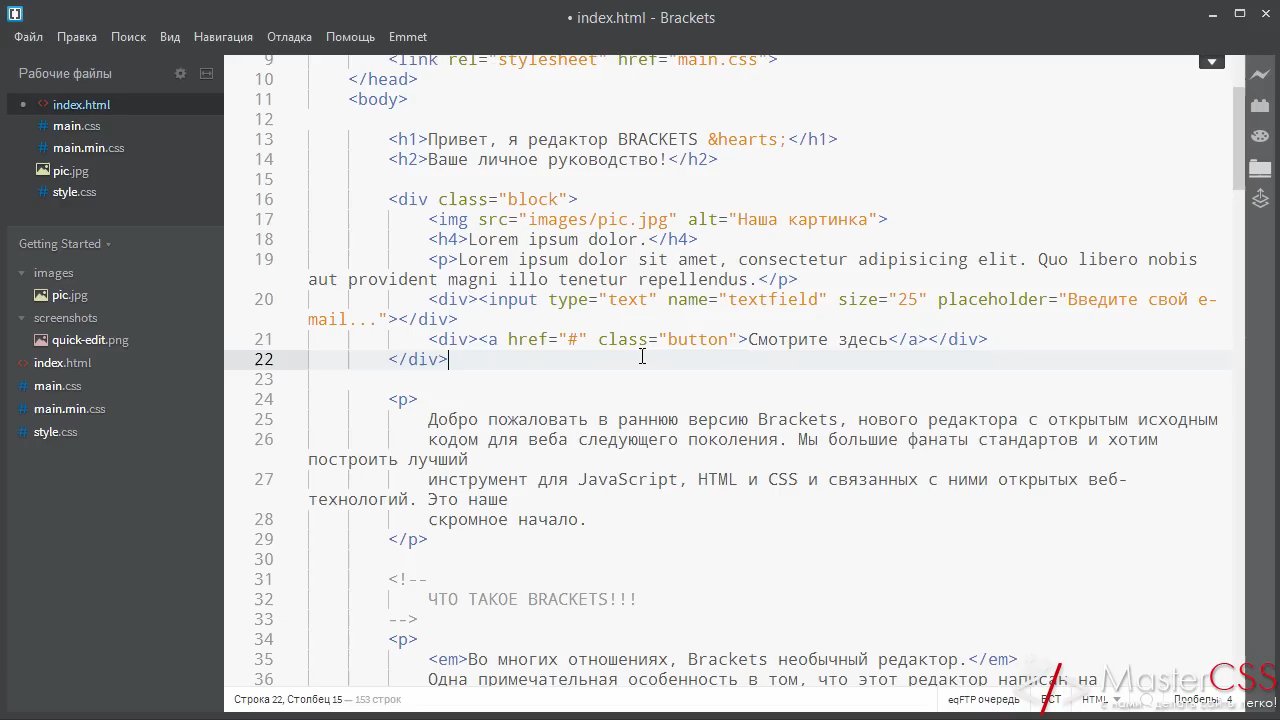 • index.html - Brackets
Файл Правка Поиск Вид Навигация Отладка Помощь Emmet
Рабочие файлы
index.html
main.css
main.min.css
pic.jpg
style.css
Getting Started
images
pic.jpg
screenshots
quick-edit.png
index.html
main.css
main.min.css
style.css
9 <link rel="stylesheet" href="main.css">
10 </head>
11 <body>
12
13 <h1>Привет, я редактор BRACKETS &hearts;</h1>
14 <h2>Ваше личное руководство!</h2>
15
16 <div class="block">
17 <img src="images/pic.jpg" alt="Наша картинка">
18 <h4>Lorem ipsum dolor.</h4>
19 <p>Lorem ipsum dolor sit amet, consectetur adipisicing elit. Quo libero nobis
aut provident magni illo tenetur repellendus.</p>
20 <div><input type="text" name="textfield" size="25" placeholder="Введите свой e-
mail..."></div>
21 <div><a href="#" class="button">Смотрите здесь</a></div>
22 </div>
23
24 <p>
25 Добро пожаловать в раннюю версию Brackets, нового редактора с открытым исходным
26 кодом для веба следующего поколения. Мы большие фанаты стандартов и хотим
построить лучший
27 инструмент для JavaScript, HTML и CSS и связанных с ними открытых веб-
технологий. Это наше
28 скромное начало.
29 </p>
30
31 <!--
32 ЧТО ТАКОЕ BRACKETS!!!
33 -->
34 <p>
35 <em>Во многих отношениях, Brackets необычный редактор.</em>
36 Одна примечательная особенность в том, что этот редактор написан на
Строка 22, Столбец 15 — 153 строк
eqFTP очередь ВСТ HTML Пробелы: 4
MasterCSS